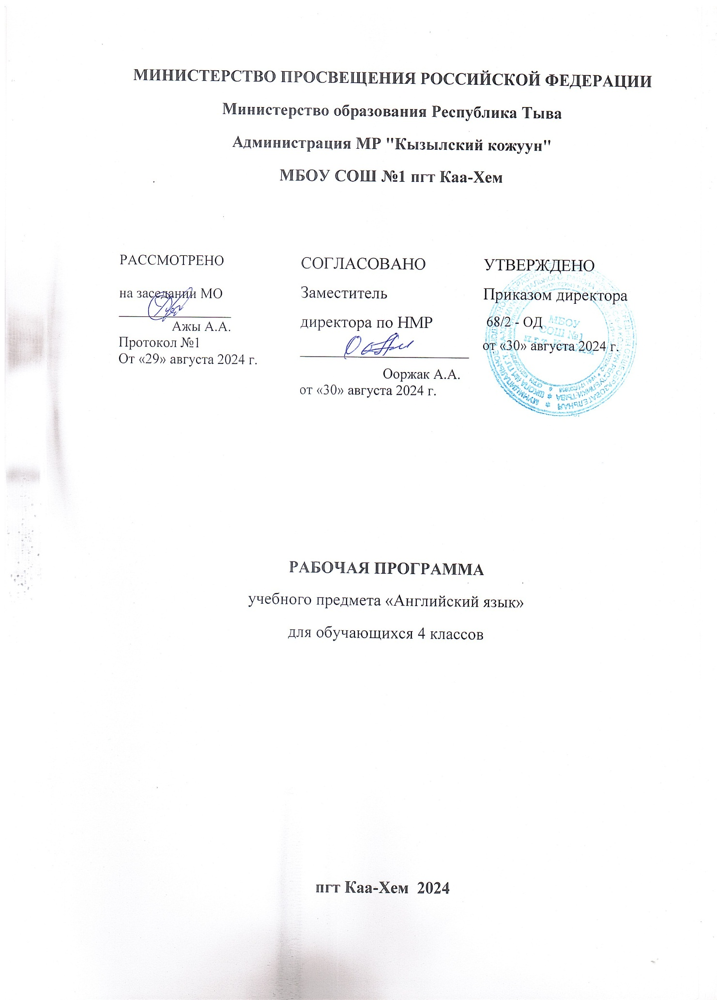 МИНИСТЕРСТВО ПРОСВЕЩЕНИЯ РОССИЙСКОЙ ФЕДЕРАЦИИ
Министерство образования Республика Тыва
Администрация МР "Кызылский кожуун"
МБОУ СОШ №1 пгт Каа-Хем
РАССМОТРЕНО
на заседании МО
Ажы А.А.
Протокол №1
От «29» августа 2024 г.
СОГЛАСОВАНО
Заместитель
директора по НМР
Ооржак А.А.
от «30» августа 2024 г.
УТВЕРЖДЕНО
Приказом директора
68/2 - ОД
от «30» августа 2024 г.
МБОУ
СОШ №1
п.г.т. Каа-Хем
РАБОЧАЯ ПРОГРАММА
учебного предмета «Английский язык»
для обучающихся 4 классов
пгт Каа-Хем 2024